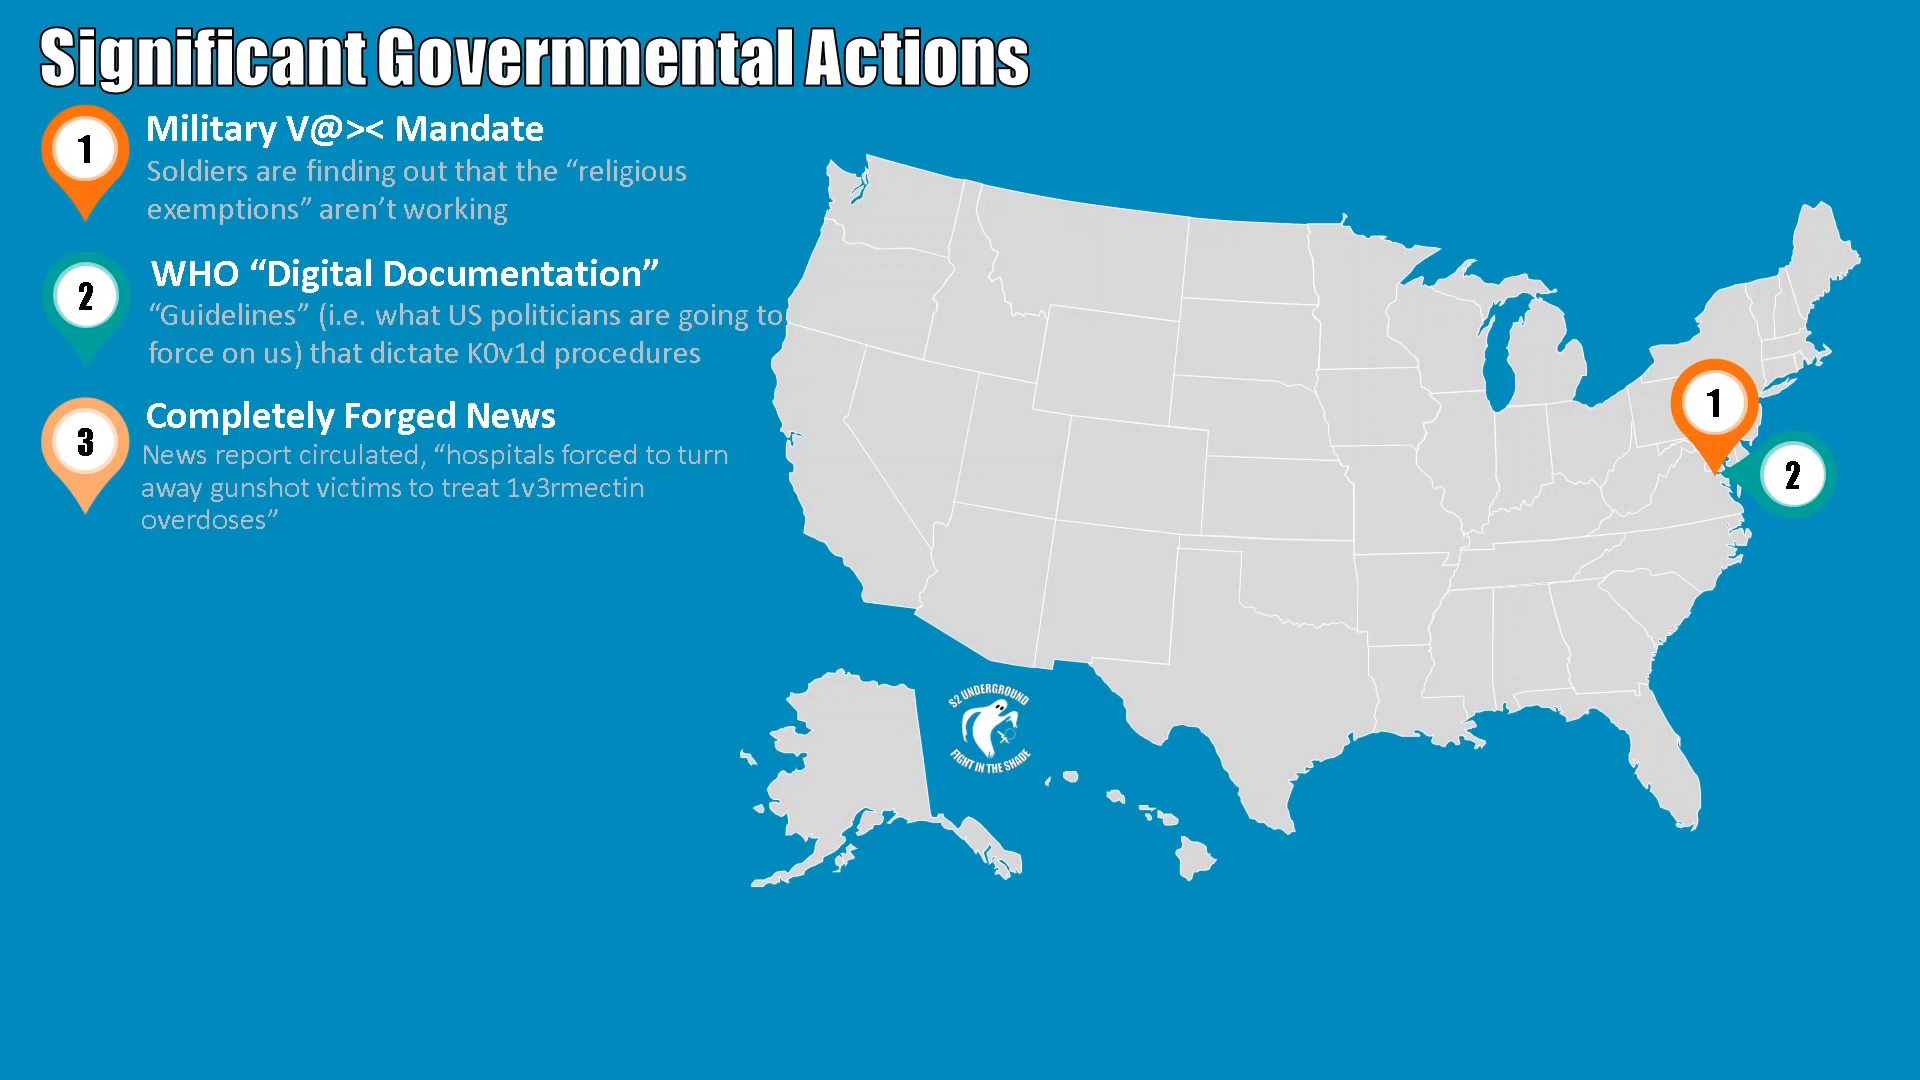 Significant Governmental Actions
1
Military V@>< Mandate
Soldiers are finding out that the “religious
exemptions” aren’t working
2
WHO “Digital Documentation”
“Guidelines” (i.e. what US politicians are going to
force on us) that dictate K0v1d procedures
3
Completely Forged News
News report circulated, “hospitals forced to turn
away gunshot victims to treat 1v3rmectin
overdoses”
1
2
S2 UNDERGROUND
FIGHT IN THE SHADE